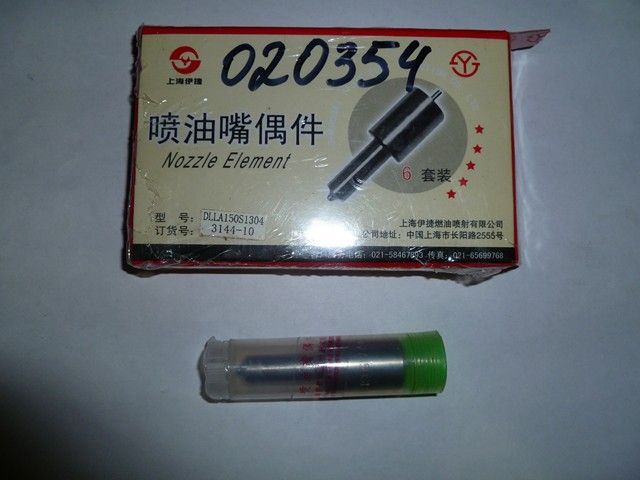 020354
上海伊捷
喷油嘴偶件
Nozzle Element
6 套装
型 号: DLLA150S1304
订货号: 3144-10
上海伊捷燃油喷射有限公司
公司地址: 中国上海市长阳路2555号
电话: 021-58467693 传真: 021-65699768